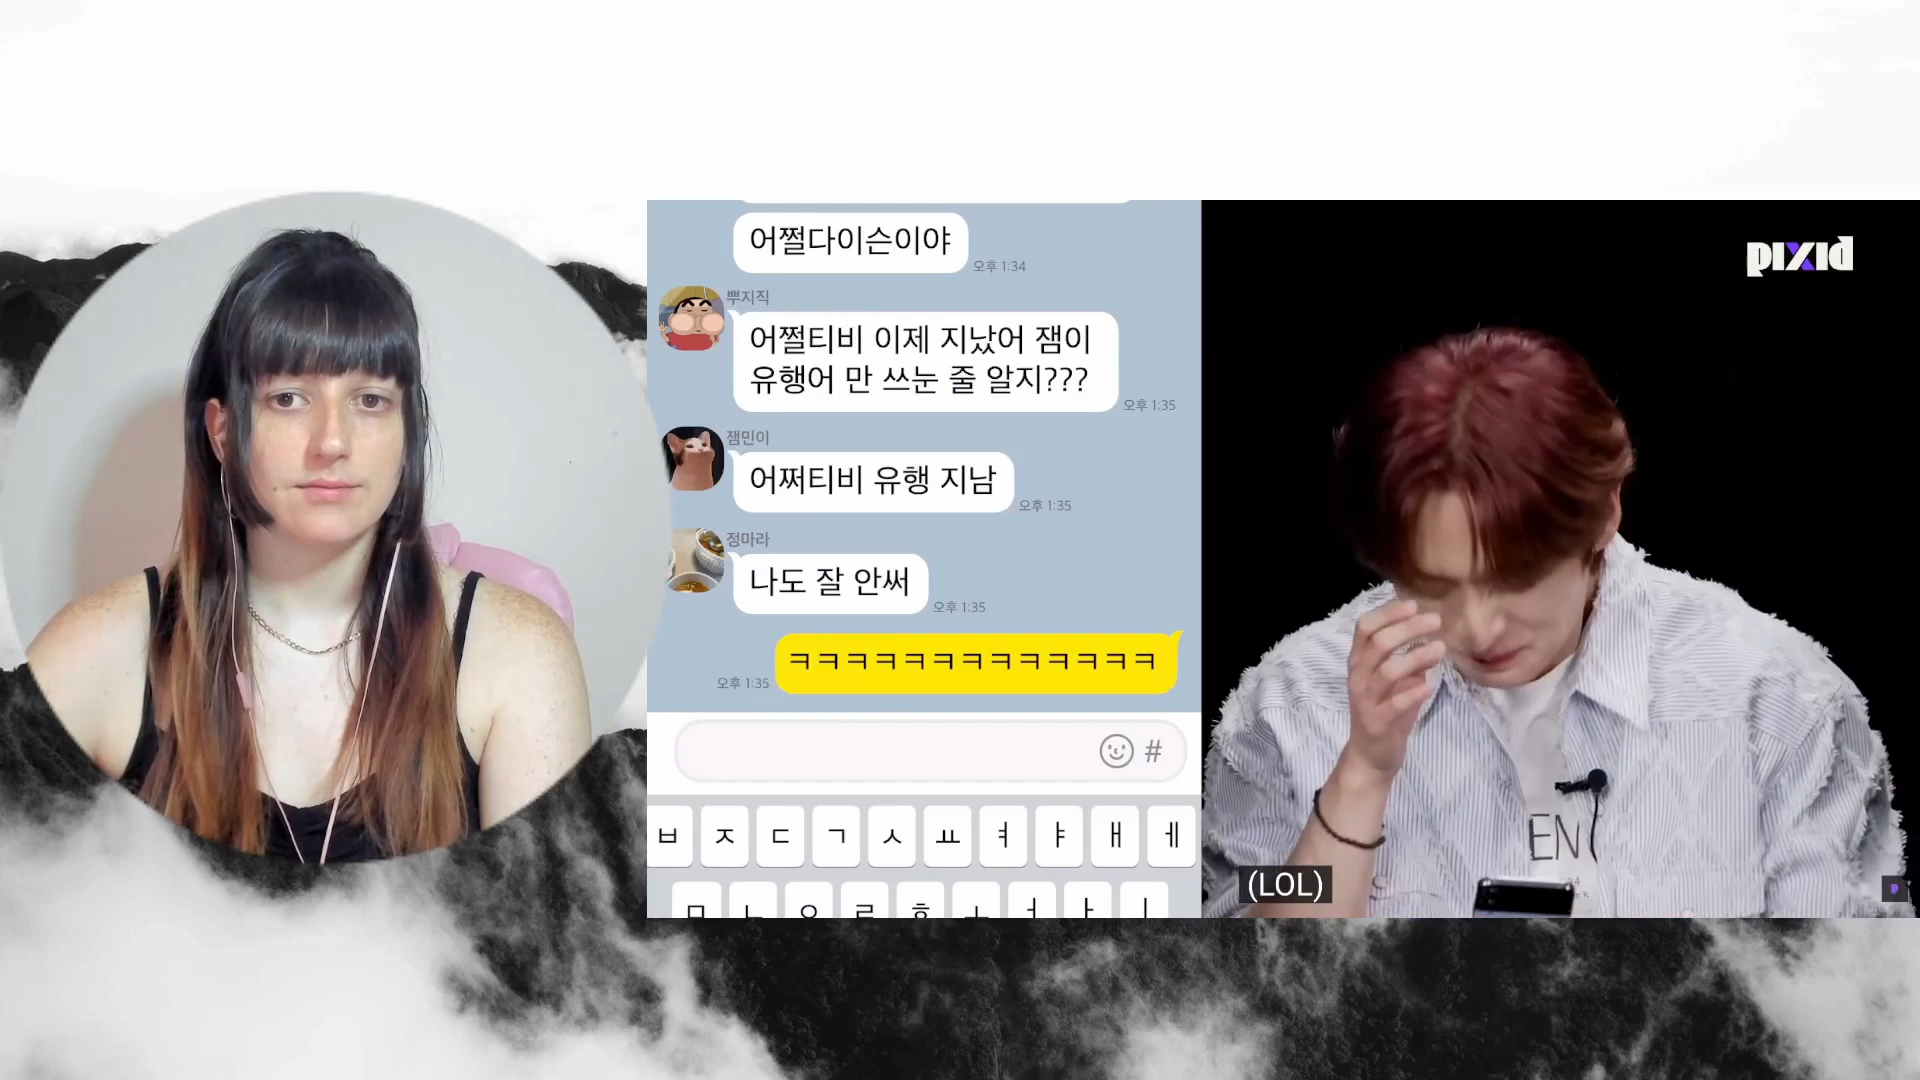 어쩔다이슨이야
오후 1:34
뿌지직
어쩔티비 이제 지났어 잼이
유행어 만 쓰눈 줄 알지???
오후 1:35
잼민이
어쩌티비 유행 지남
오후 1:35
정마라
나도 잘 안써
오후 1:35
ㅋㅋㅋㅋㅋㅋㅋㅋㅋㅋㅋㅋㅋ
오후 1:35
#
ㅂ ㅈ ㄷ ㄱ ㅅ ㅛ ㅕ ㅑ ㅐ ㅔ
ㅁ ㄴ ㅇ ㄹ ㅎ ㅗ ㅓ ㅏ ㅣ
pixid
EN
(LOL)